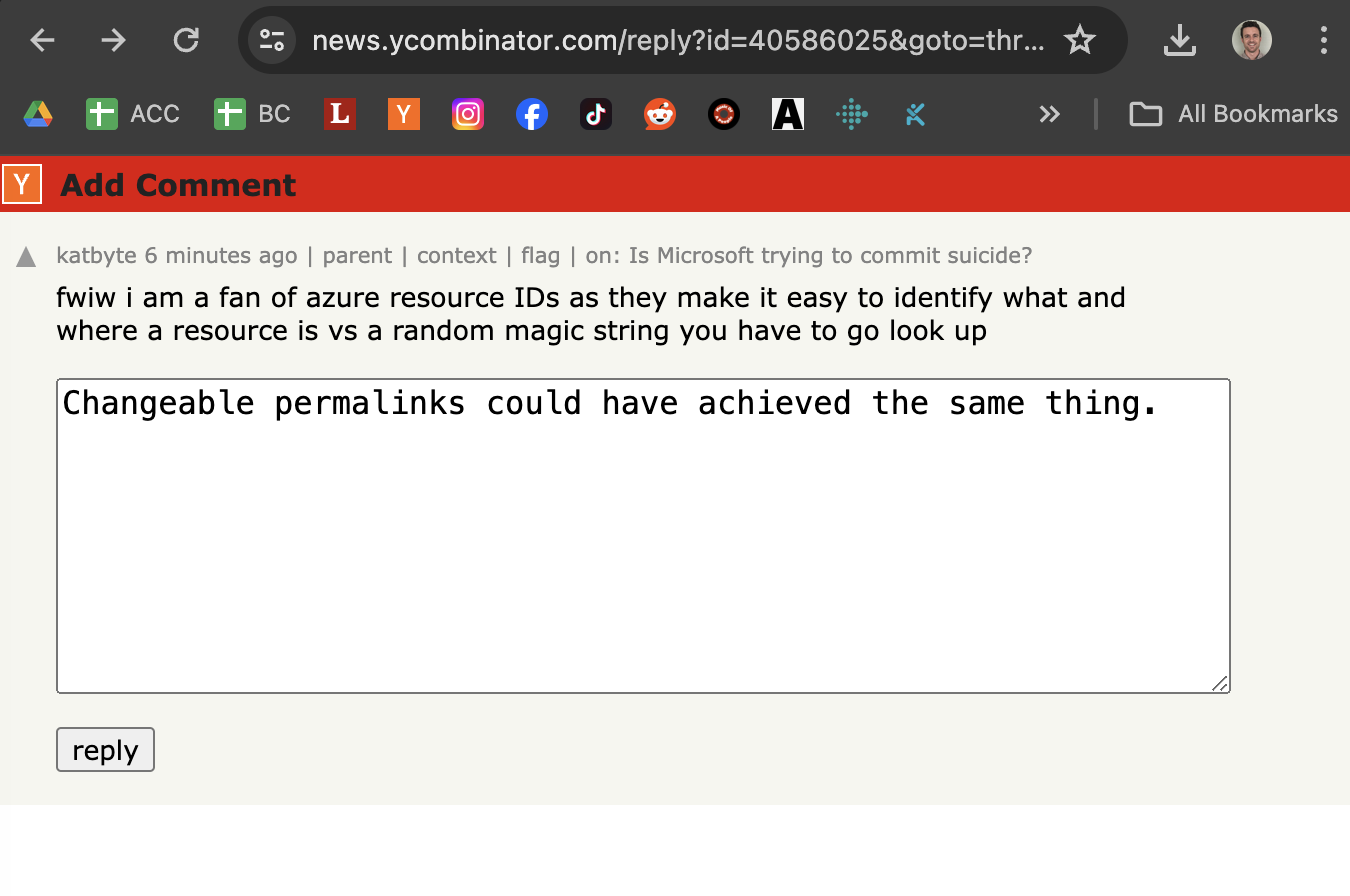 news.ycombinator.com/reply?id=40586025&goto=thr...
ACC BC L Y A All Bookmarks
Y Add Comment
katbyte 6 minutes ago | parent | context | flag | on: Is Microsoft trying to commit suicide?
fwiw i am a fan of azure resource IDs as they make it easy to identify what and
where a resource is vs a random magic string you have to go look up
Changeable permalinks could have achieved the same thing.
reply